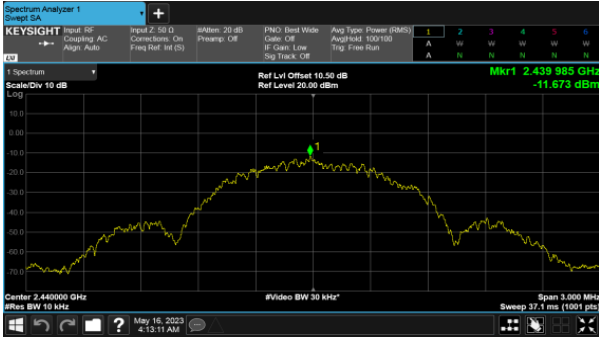 Spectrum Analyzer 1
Swept SA
+
KEYSIGHT Input: RF Input Z: 50 Ω #Atten: 20 dB PNO: Best Wide Avg Type: Power (RMS) 1 2 3 4 5 6
Coupling: AC Corrections: On Preamp: Off Gate: Off Avg|Hold: 100/100 A W W W W W
Align: Auto Freq Ref: Int (S) IF Gain: Low Trig: Free Run
Sig Track: Off A N N N N N
LXI
1 Spectrum
Ref Lvl Offset 10.50 dB Mkr1 2.439 985 GHz
Scale/Div 10 dB Ref Level 20.00 dBm -11.673 dBm
Log
10.0
0.00
1
-10.0
-20.0
-30.0
-40.0
-50.0
-60.0
-70.0
Center 2.440000 GHz #Video BW 30 kHz* Span 3.000 MHz
#Res BW 10 kHz Sweep 37.1 ms (1001 pts)
? May 16, 2023
4:13:11 AM